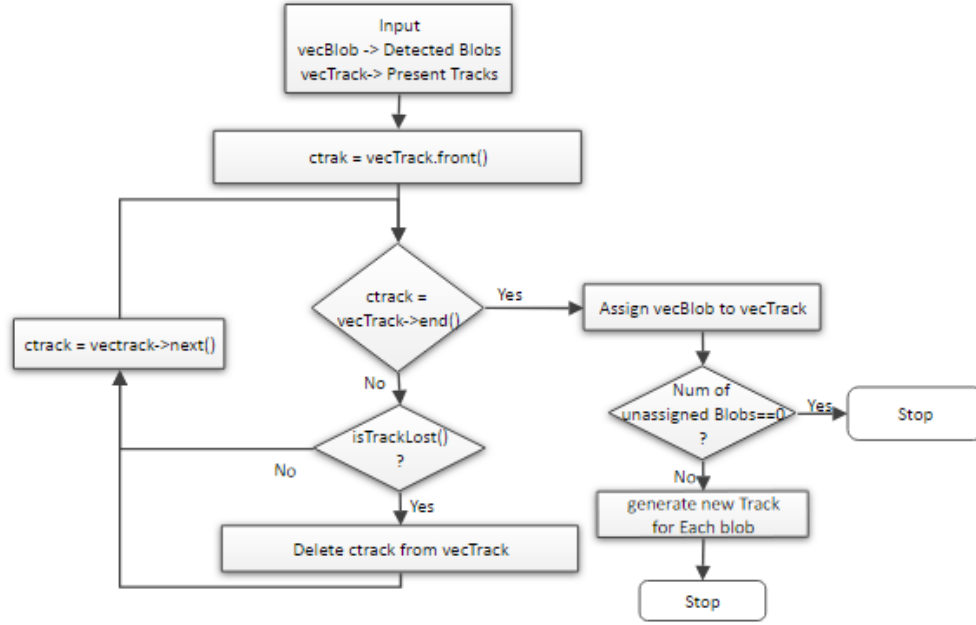 Input
vecBlob -> Detected Blobs
vecTrack-> Present Tracks
ctrak = vecTrack.front()
ctrack =
vecTrack->end()
Yes
Assign vecBlob to vecTrack
ctrack = vectrack->next()
No
Num of
unassigned Blobs==0
?
Yes
Stop
isTrackLost()
?
No
Yes
No
generate new Track
for Each blob
Delete ctrack from vecTrack
Stop